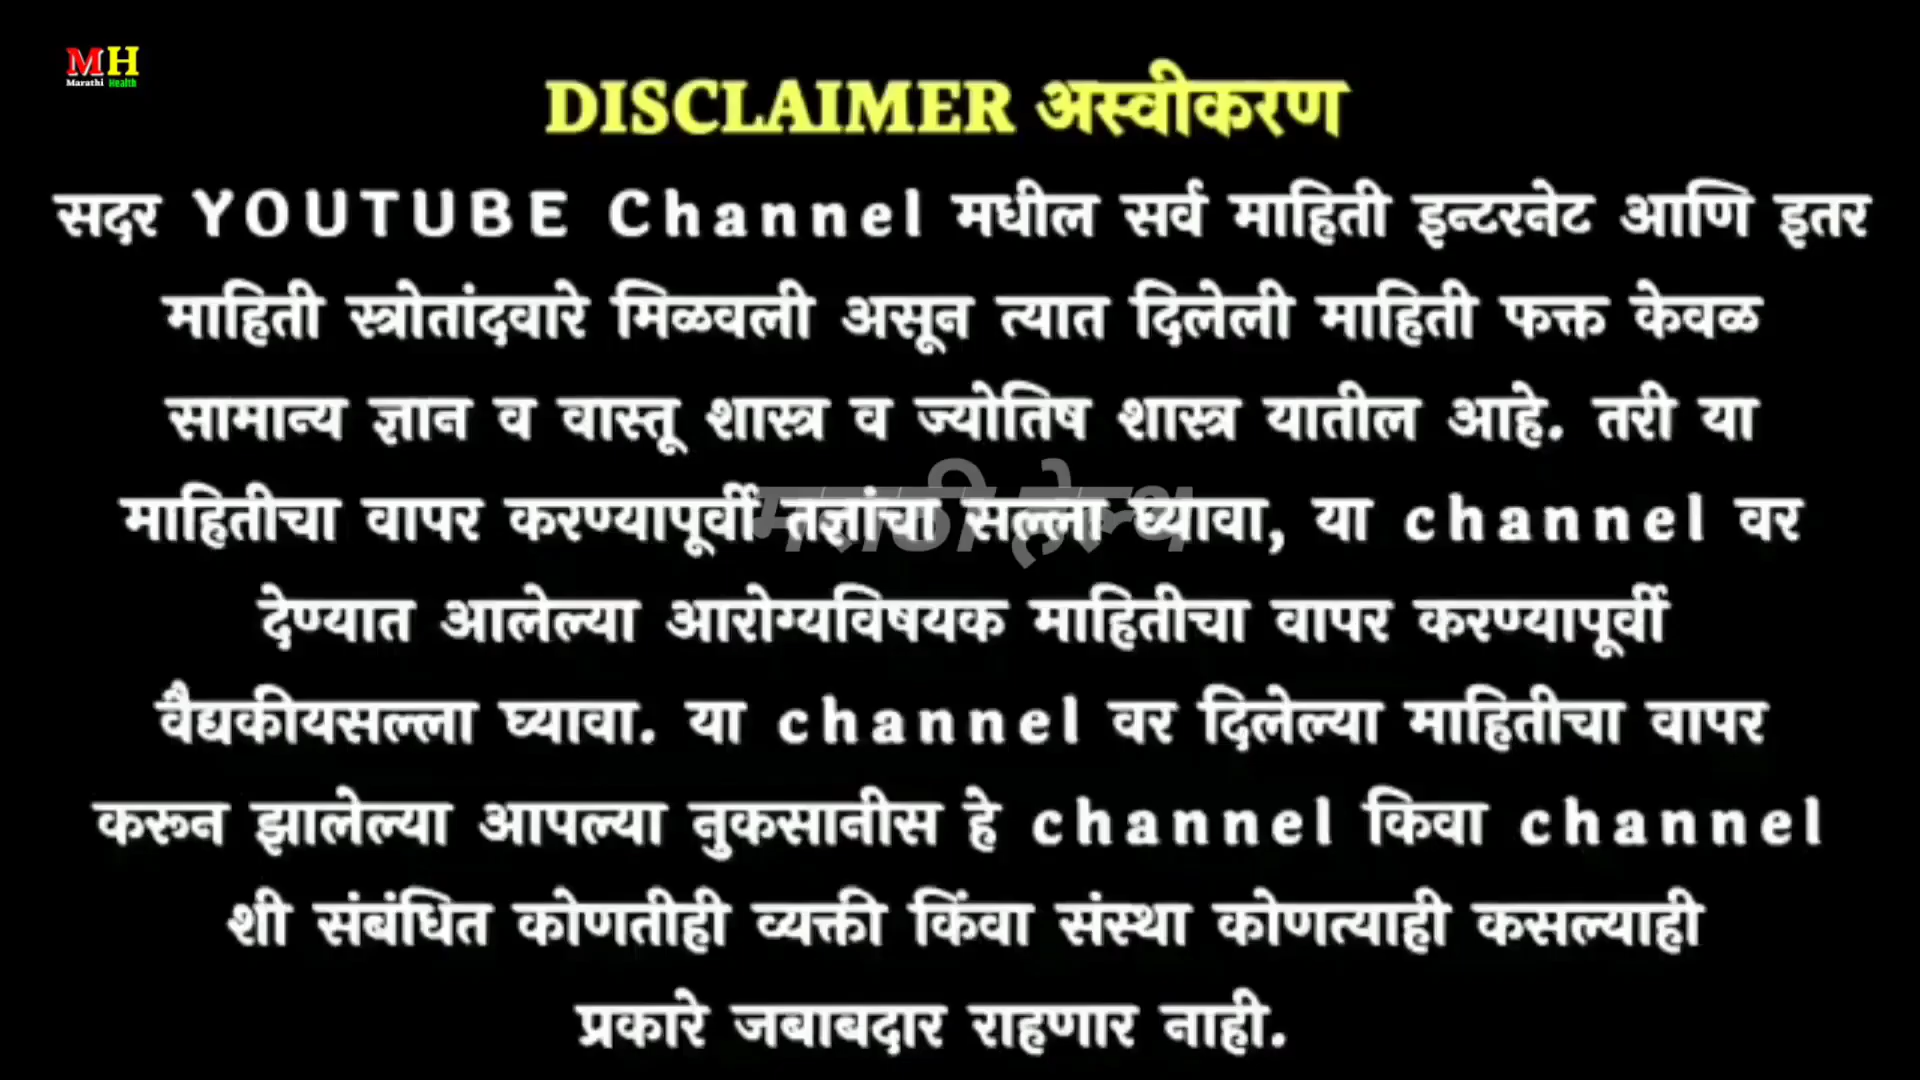 MH
Marathi Health
DISCLAIMER अस्वीकरण
सदर YOUTUBE Channel मधील सर्व माहिती इन्टरनेट आणि इतर
माहिती स्त्रोतांदवारे मिळवली असून त्यात दिलेली माहिती फक्त केवळ
सामान्य ज्ञान व वास्तू शास्त्र व ज्योतिष शास्त्र यातील आहे. तरी या
माहितीचा वापर करण्यापूर्वी तज्ञांचा सल्ला घ्यावा, या channel वर
मराठी हेल्थ
देण्यात आलेल्या आरोग्यविषयक माहितीचा वापर करण्यापूर्वी
वैद्यकीयसल्ला घ्यावा. या channel वर दिलेल्या माहितीचा वापर
करून झालेल्या आपल्या नुकसानीस हे channel किवा channel
शी संबंधित कोणतीही व्यक्ती किंवा संस्था कोणत्याही कसल्याही
प्रकारे जबाबदार राहणार नाही.